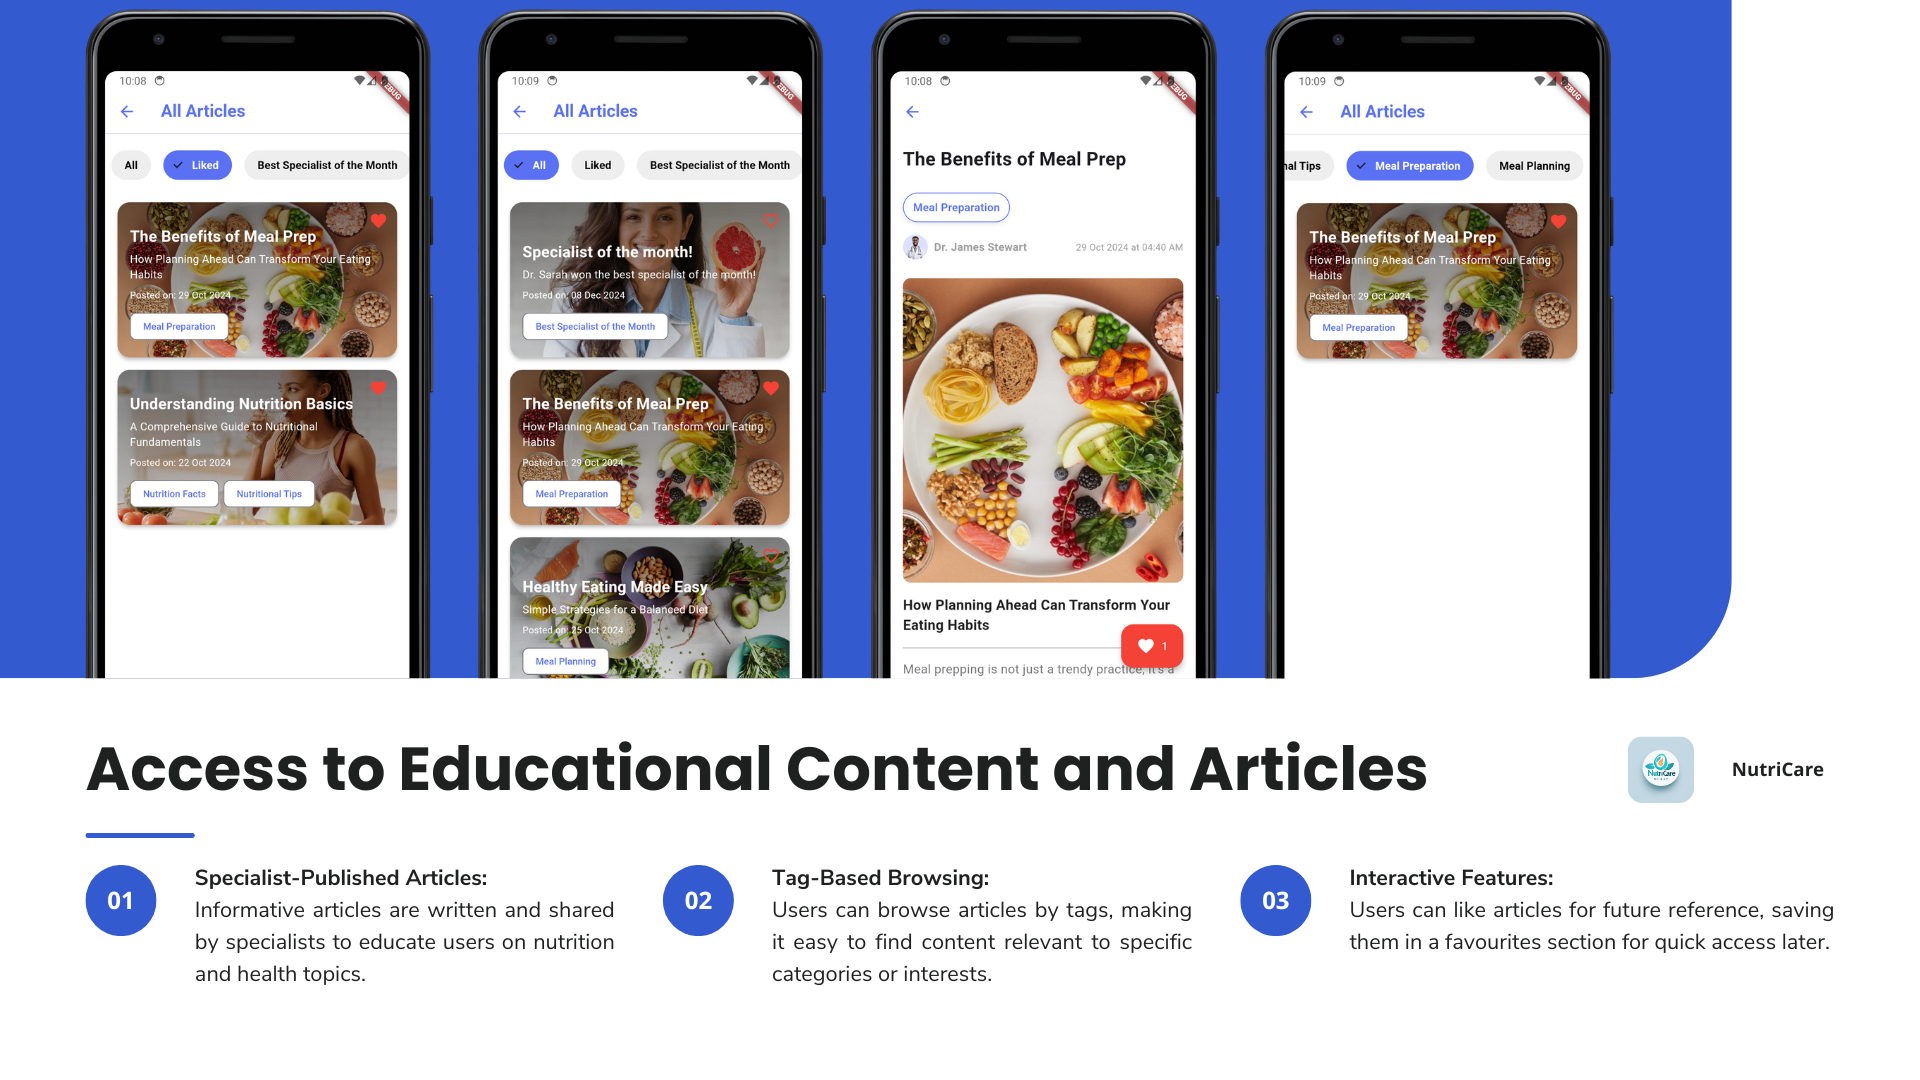 10:08
All Articles
All
Liked
Best Specialist of the Month
The Benefits of Meal Prep
How Planning Ahead Can Transform Your Eating
Habits
Posted on: 29 Oct 2024
Meal Preparation
Understanding Nutrition Basics
A Comprehensive Guide to Nutritional
Fundamentals
Posted on: 22 Oct 2024
Nutrition Facts
Nutritional Tips
10:09
All Articles
All
Liked
Best Specialist of the Month
Specialist of the month!
Dr. Sarah won the best specialist of the month!
Posted on: 08 Dec 2024
Best Specialist of the Month
The Benefits of Meal Prep
How Planning Ahead Can Transform Your Eating
Habits
Posted on: 29 Oct 2024
Meal Preparation
Healthy Eating Made Easy
Simple Strategies for a Balanced Diet
Posted on: 25 Oct 2024
Meal Planning
10:08
The Benefits of Meal Prep
Meal Preparation
Dr. James Stewart
29 Oct 2024 at 04:40 AM
How Planning Ahead Can Transform Your
Eating Habits
1
Meal prepping is not just a trendy practice, it's a
10:09
All Articles
nal Tips
Meal Preparation
Meal Planning
The Benefits of Meal Prep
How Planning Ahead Can Transform Your Eating
Habits
Posted on: 29 Oct 2024
Meal Preparation
Access to Educational Content and Articles
NutriCare
NutriCare
01
Specialist-Published Articles:
Informative articles are written and shared
by specialists to educate users on nutrition
and health topics.
02
Tag-Based Browsing:
Users can browse articles by tags, making
it easy to find content relevant to specific
categories or interests.
03
Interactive Features:
Users can like articles for future reference, saving
them in a favourites section for quick access later.